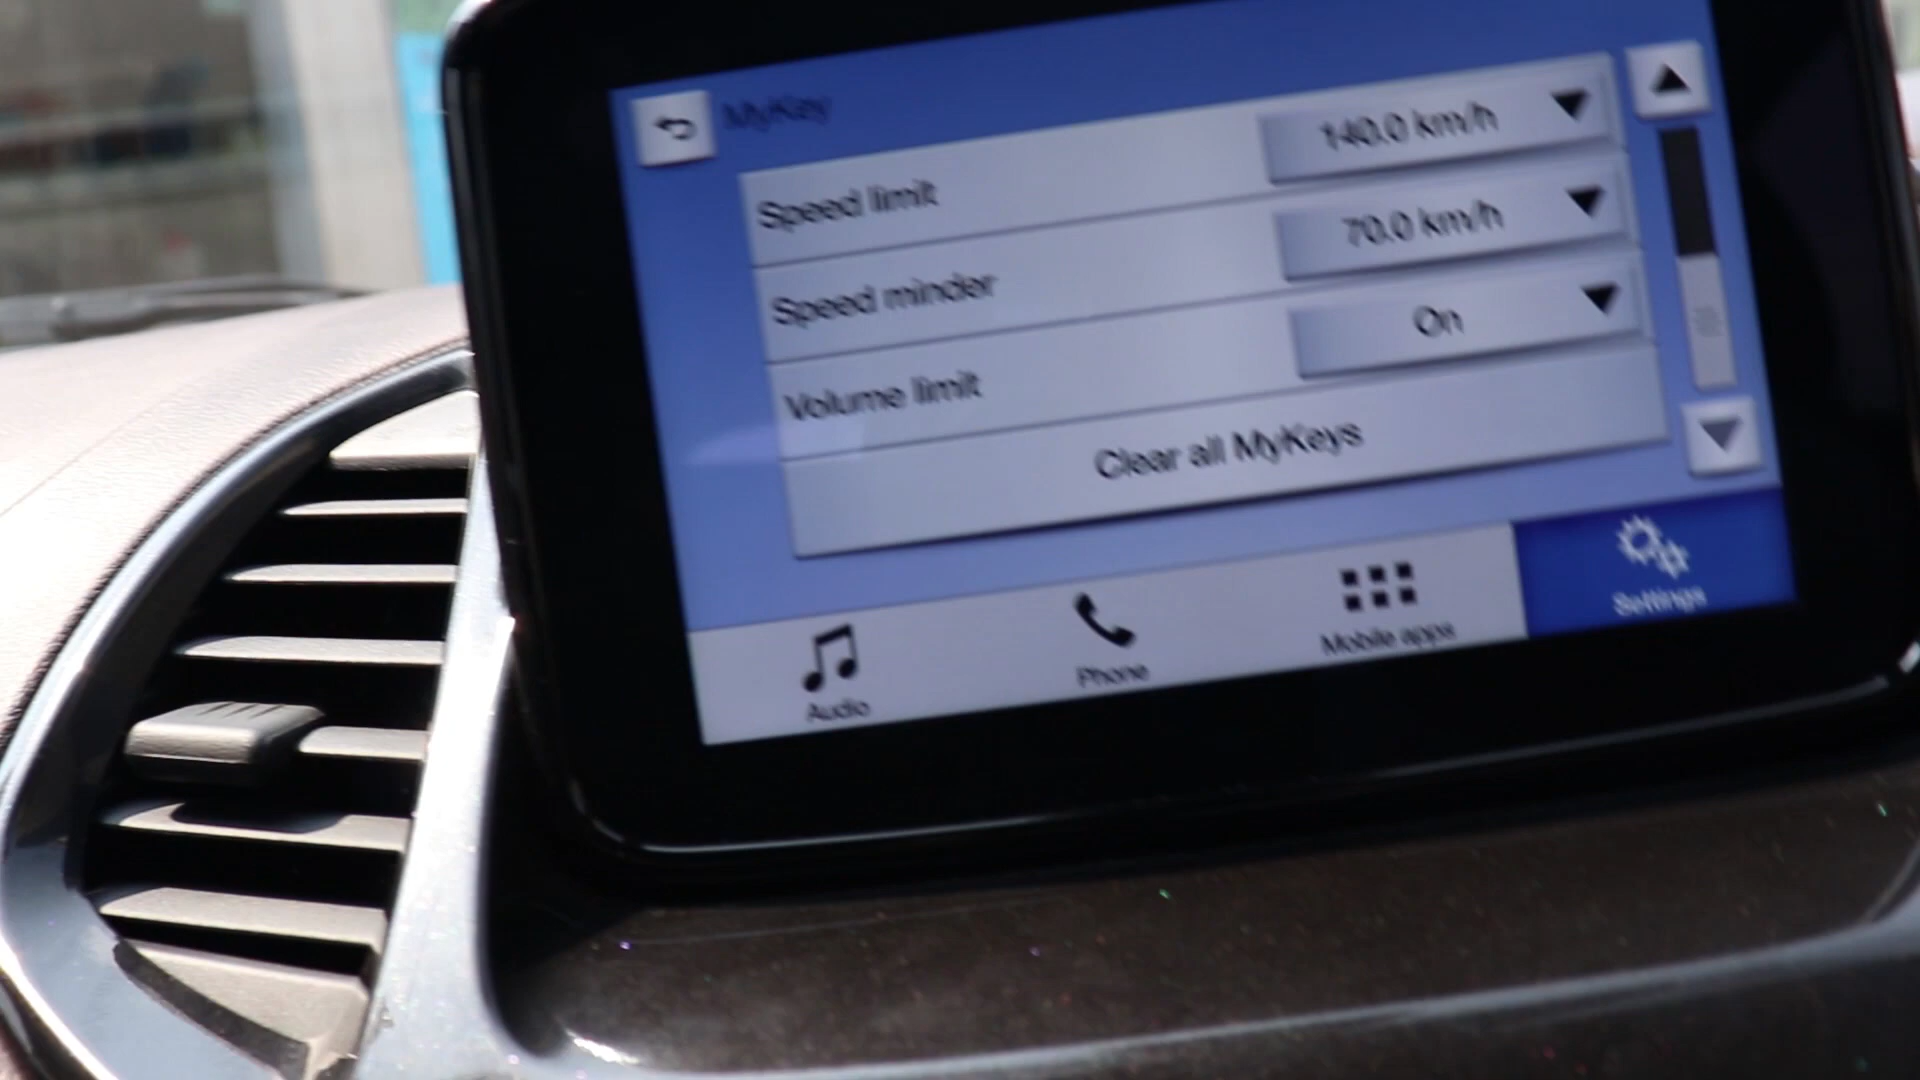 MyKey
Speed limit 140.0 km/h
Speed minder 70.0 km/h
Volume limit On
Clear all MyKeys
Audio Phone Mobile apps Settings